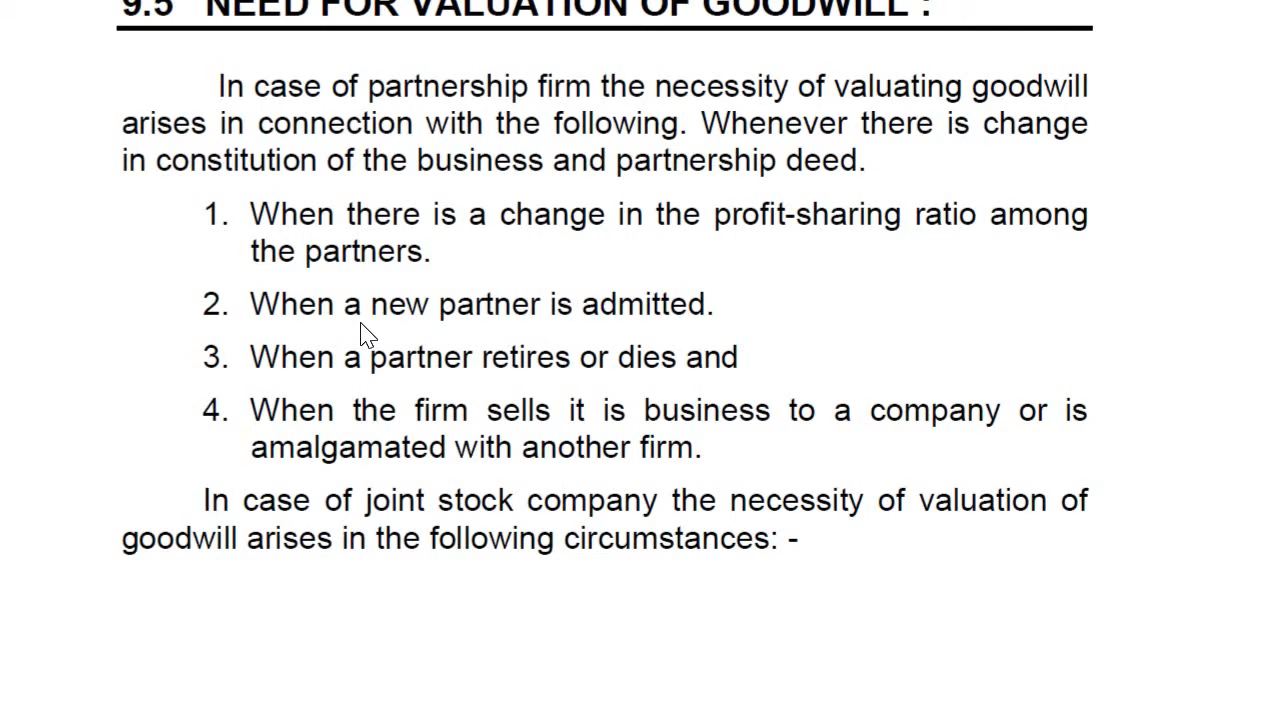 9.5 NEED FOR VALUATION OF GOODWILL :
In case of partnership firm the necessity of valuating goodwill
arises in connection with the following. Whenever there is change
in constitution of the business and partnership deed.
1. When there is a change in the profit-sharing ratio among
the partners.
2. When a new partner is admitted.
3. When a partner retires or dies and
4. When the firm sells it is business to a company or is
amalgamated with another firm.
In case of joint stock company the necessity of valuation of
goodwill arises in the following circumstances: -